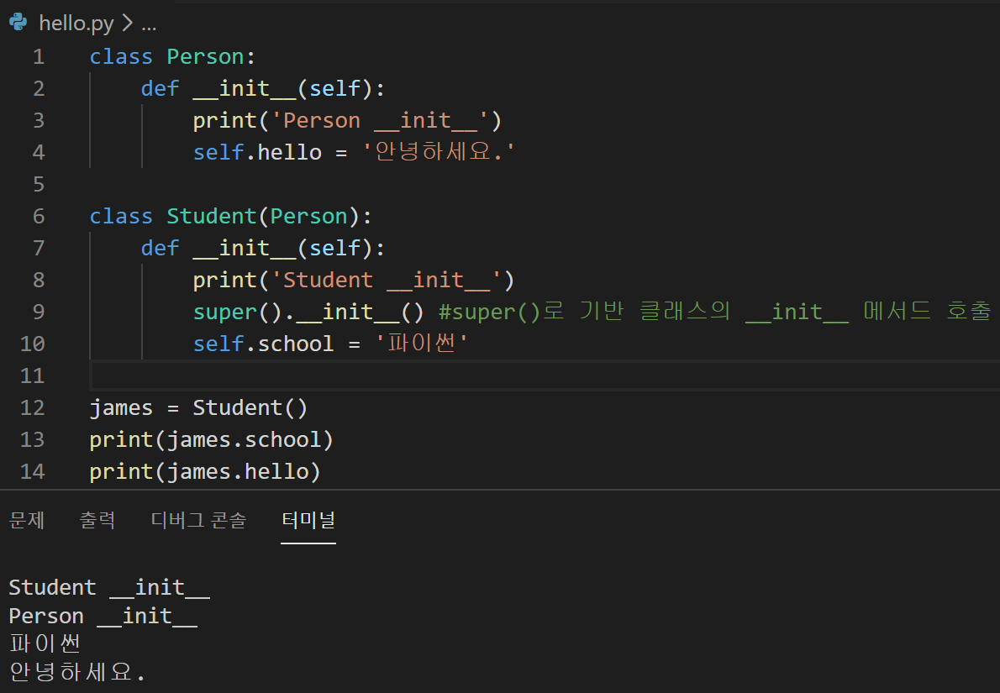 hello.py > ...
1 class Person:
2     def __init__(self):
3         print('Person __init__')
4         self.hello = '안녕하세요.'
5
6 class Student(Person):
7     def __init__(self):
8         print('Student __init__')
9         super().__init__() #super()로 기반 클래스의 __init__ 메서드 호출
10         self.school = '파이썬'
11
12 james = Student()
13 print(james.school)
14 print(james.hello)
문제 출력 디버그 콘솔 터미널
Student __init__
Person __init__
파이썬
안녕하세요.